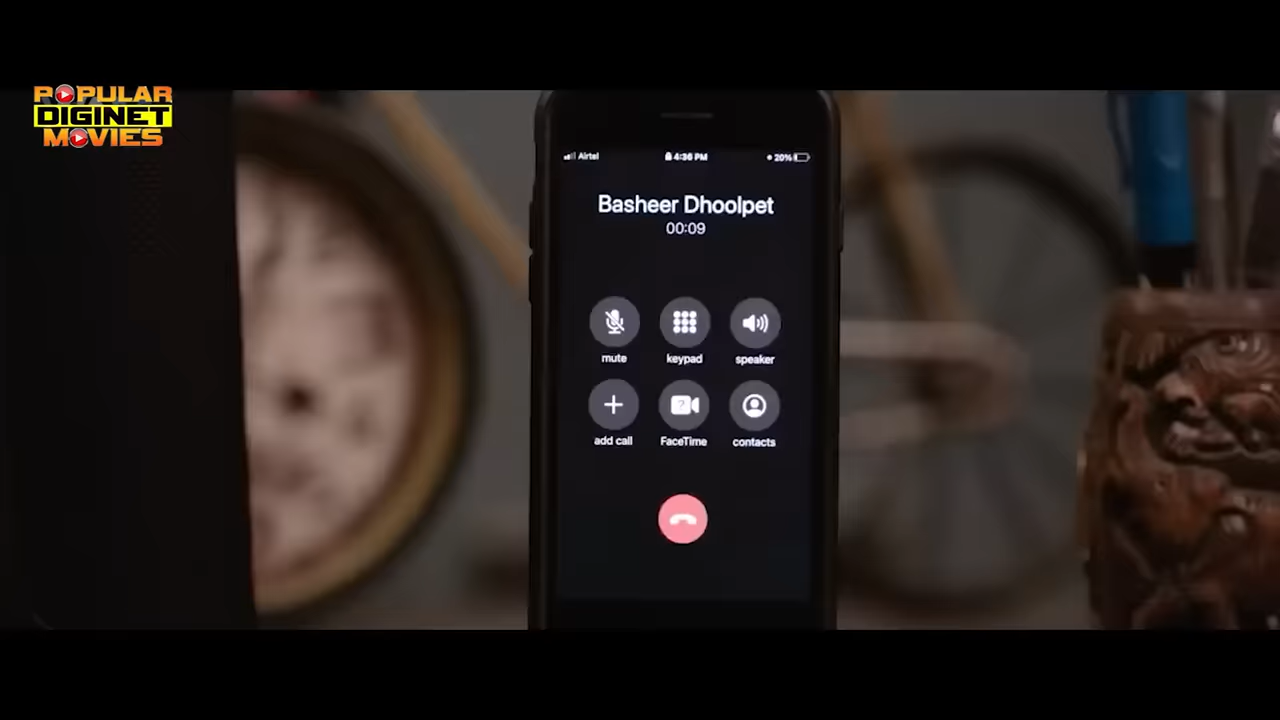 POPULAR
DIGINET
MOVIES
Airtel
4:36 PM
20%
Basheer Dhoolpet
00:09
mute
keypad
speaker
add call
FaceTime
contacts